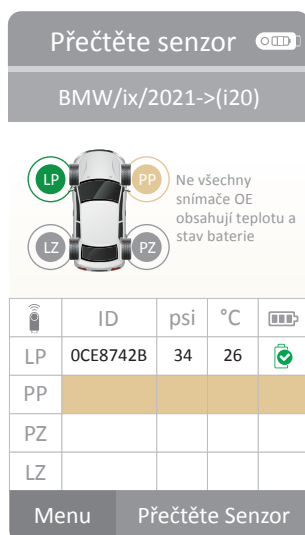 Přečtěte senzor
BMW/ix/2021->(i20)
LP
PP
LZ
PZ
Ne všechny
snímače OE
obsahují teplotu a
stav baterie
ID psi °C
LP 0CE8742B 34 26
PP
PZ
LZ
Menu Přečtěte Senzor